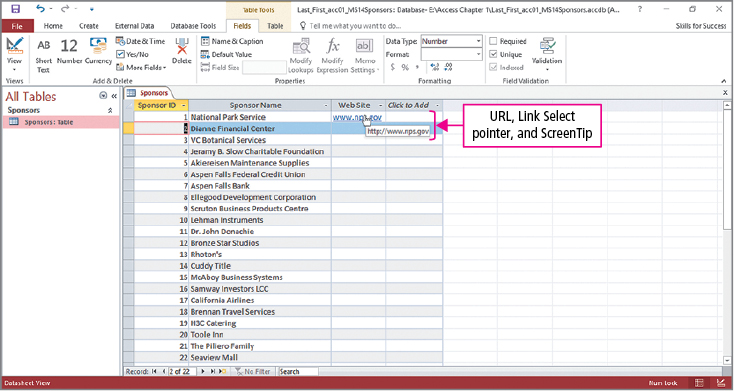 Table Tools
Last_First_acc01_MS14Sponsors: Database- E:\Access Chapter 1\Last_First_acc01_MS14Sponsors.accdb (A...
File Home Create External Data Database Tools Fields Table Tell me what you want to do... Skills for Success
View
Views
AB Short Text
12 Number
Currency
Date & Time
Yes/No
More Fields
Delete
Add & Delete
Name & Caption
Default Value
Field Size
Modify Lookups
Modify Expression
Memo Settings
Properties
Data Type: Number
Format:
$ % ,
Formatting
Required
Unique
Indexed
Validation
Field Validation
All Tables
Sponsors
Sponsors: Table
Sponsors
Sponsor ID Sponsor Name Web Site Click to Add
1 National Park Service www.nps.gov
2 Dianne Financial Center
http://www.nps.gov
3 VC Botanical Services
4 Jeramy B. Slow Charitable Foundation
5 Akiereisen Maintenance Supplies
6 Aspen Falls Federal Credit Union
7 Aspen Falls Bank
8 Ellegood Development Corporation
9 Scruton Business Products Centre
10 Lehman Instruments
11 Dr. John Donachie
12 Bronze Star Studios
13 Rhoton's
14 Cuddy Title
15 McAboy Business Systems
16 Samway Investors LCC
17 California Airlines
18 Brennan Travel Services
19 H3C Catering
20 Toole Inn
21 The Piliero Family
22 Seaview Mall
URL, Link Select
pointer, and ScreenTip
Record: 2 of 22 No Filter Search
Datasheet View Num Lock